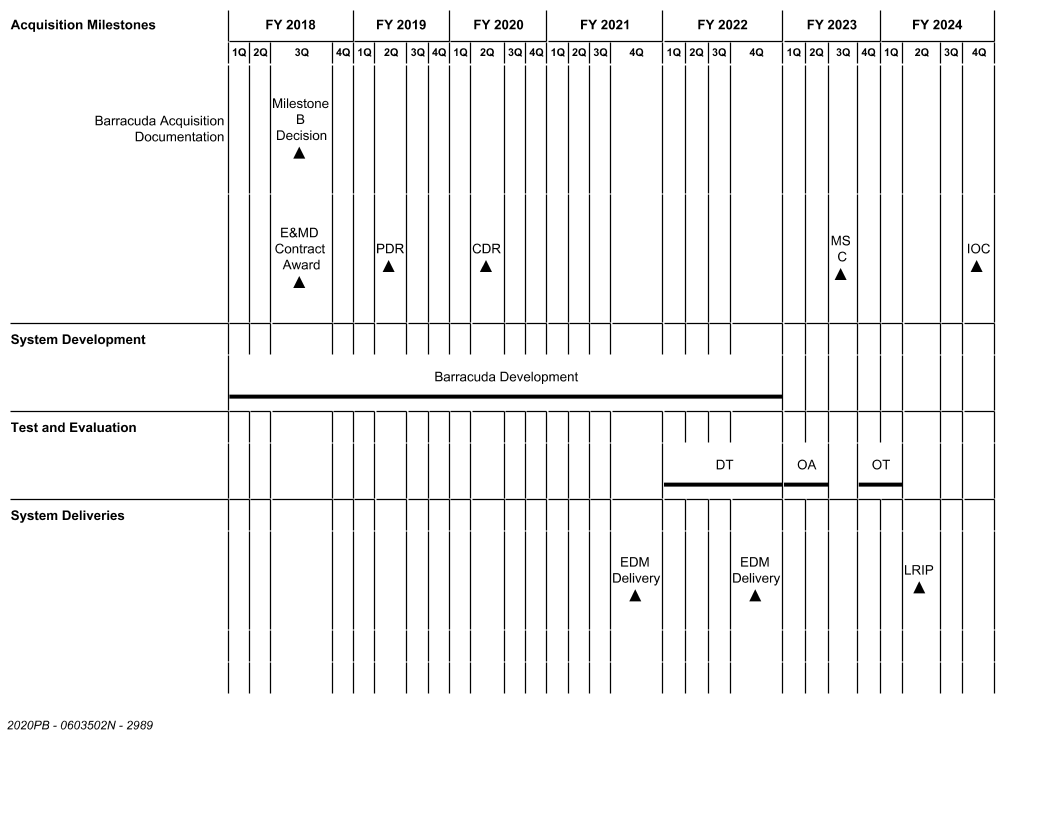 Acquisition Milestones FY 2018 FY 2019 FY 2020 FY 2021 FY 2022 FY 2023 FY 2024
1Q 2Q 3Q 4Q 1Q 2Q 3Q 4Q 1Q 2Q 3Q 4Q 1Q 2Q 3Q 4Q 1Q 2Q 3Q 4Q 1Q 2Q 3Q 4Q 1Q 2Q 3Q 4Q
Barracuda Acquisition
Documentation
Milestone
B
Decision
E&MD
Contract
Award
PDR
CDR
MS
C
IOC
System Development
Barracuda Development
Test and Evaluation
DT OA OT
System Deliveries
EDM
Delivery
EDM
Delivery
LRIP
2020PB - 0603502N - 2989